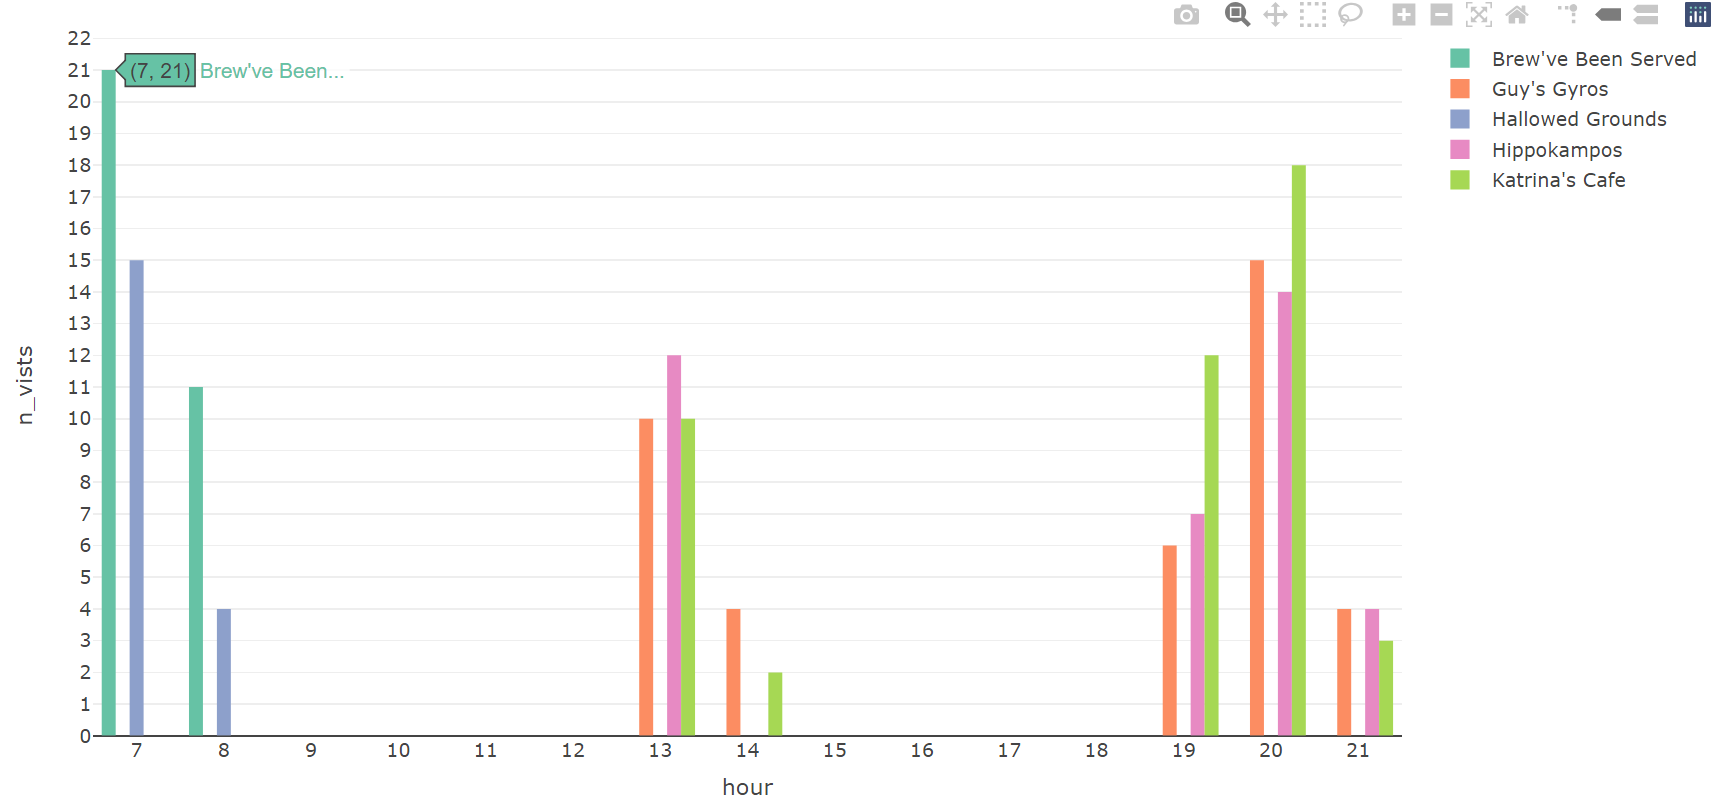 22
21
20
19
18
17
16
15
14
13
12
11
10
9
8
7
6
5
4
3
2
1
0
n_vists
(7, 21) Brew've Been...
7 8 9 10 11 12 13 14 15 16 17 18 19 20 21
hour
Brew've Been Served
Guy's Gyros
Hallowed Grounds
Hippokampos
Katrina's Cafe